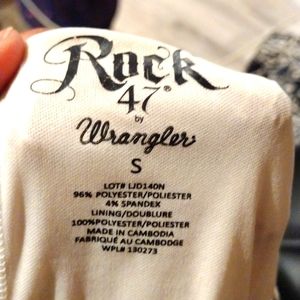 Rock
47®
by
Wrangler
S
LOT# LJD140N
96% POLYESTER/POLIESTER
4% SPANDEX
LINING/DOUBLURE
100%POLYESTER/POLIESTER
MADE IN CAMBODIA
FABRIQUÉ AU CAMBODGE
WPL# 130273